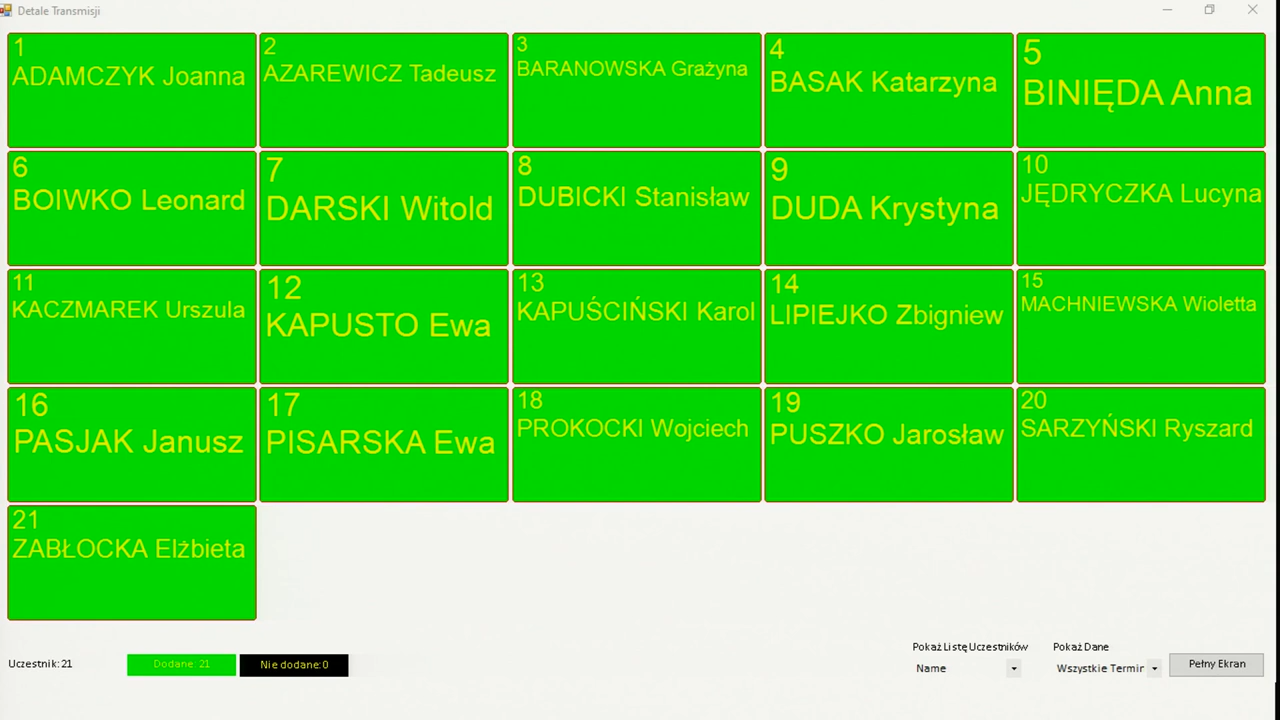 Detale Transmisji
1
ADAMCZYK Joanna
2
AZAREWICZ Tadeusz
3
BARANOWSKA Grażyna
4
BASAK Katarzyna
5
BINIĘDA Anna
6
BOIWKO Leonard
7
DARSKI Witold
8
DUBICKI Stanisław
9
DUDA Krystyna
10
JĘDRYCZKA Lucyna
11
KACZMAREK Urszula
12
KAPUSTO Ewa
13
KAPUŚCIŃSKI Karol
14
LIPIEJKO Zbigniew
15
MACHNIEWSKA Wioletta
16
PASJAK Janusz
17
PISARSKA Ewa
18
PROKOCKI Wojciech
19
PUSZKO Jarosław
20
SARZYŃSKI Ryszard
21
ZABŁOCKA Elżbieta
Uczestnik: 21
Dodane: 21
Nie dodane:0
Pokaż Listę Uczestników
Name
Pokaż Dane
Wszystkie Termir
Pełny Ekran